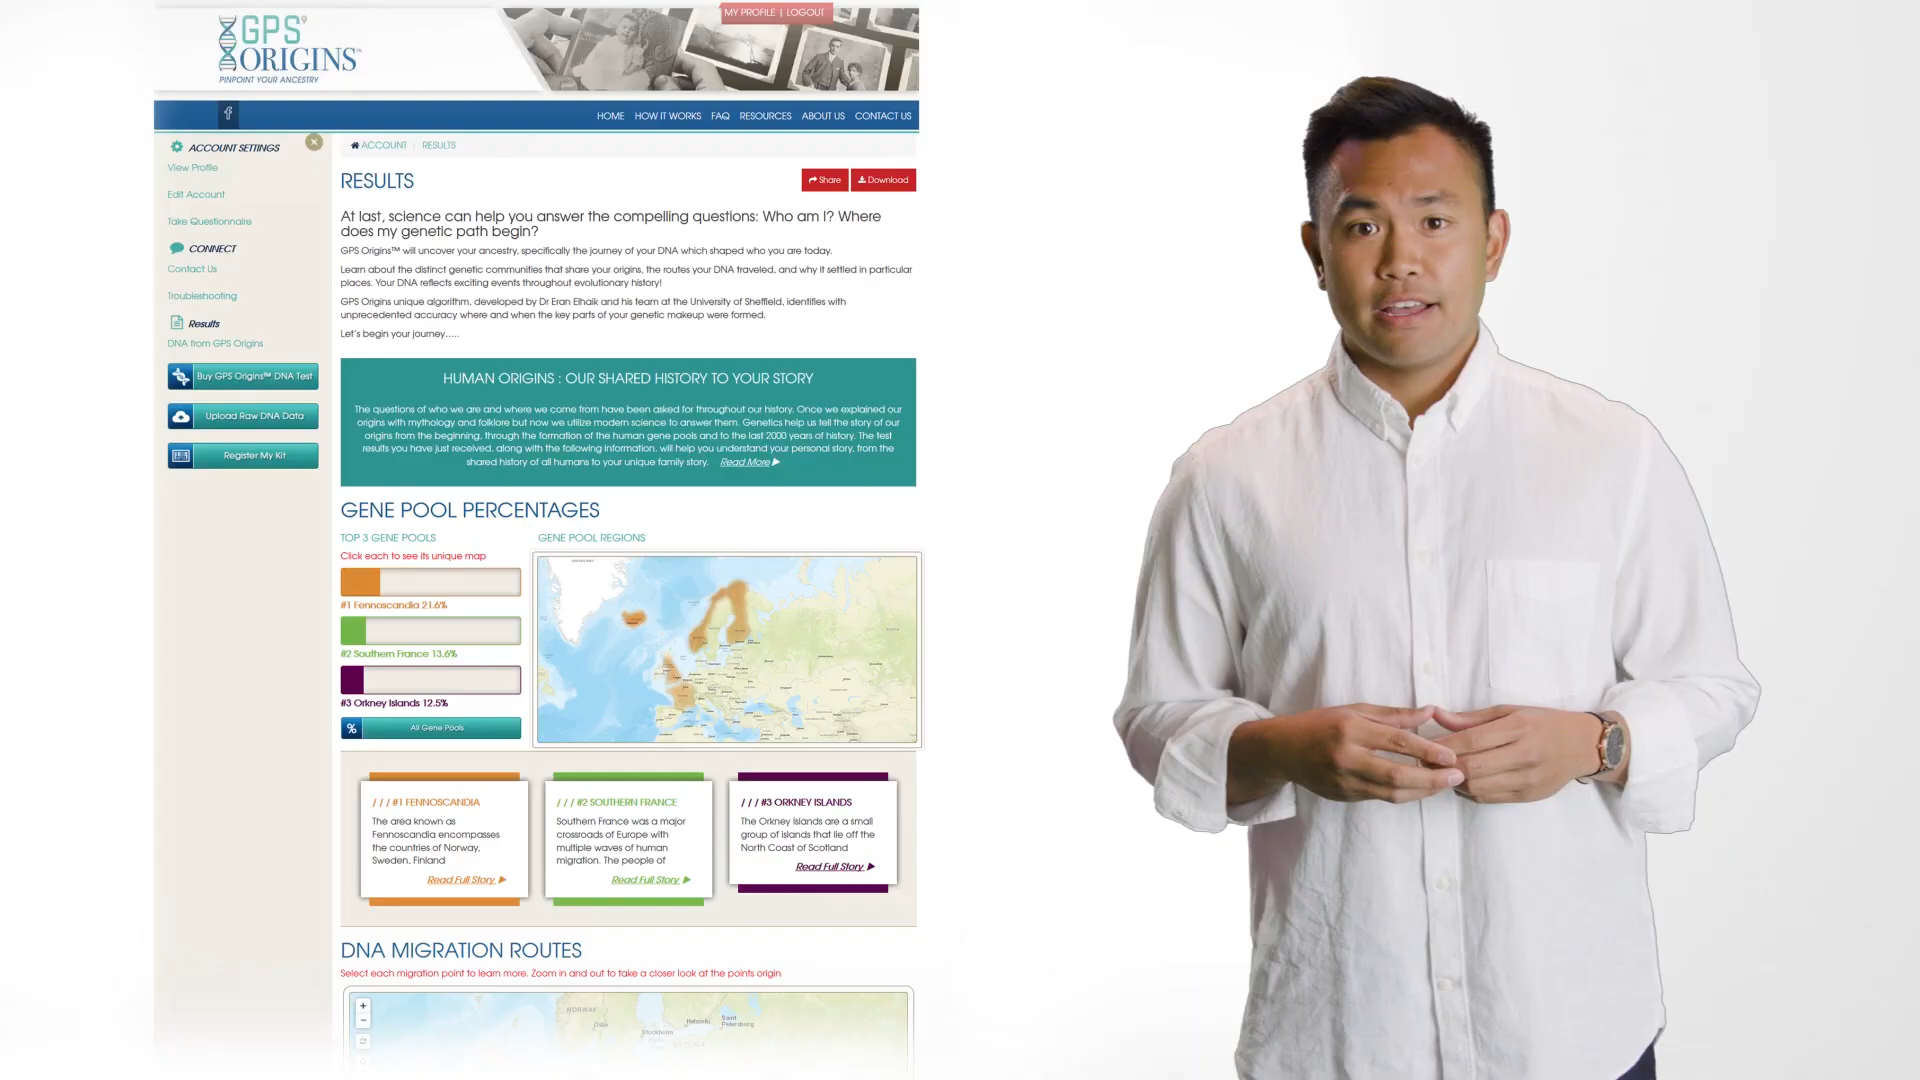 MY PROFILE | LOGOUT
GPS
ORIGINS™
PINPOINT YOUR ANCESTRY
HOME HOW IT WORKS FAQ RESOURCES ABOUT US CONTACT US
ACCOUNT SETTINGS
View Profile
Edit Account
Take Questionnaire
CONNECT
Contact Us
Troubleshooting
Results
DNA from GPS Origins
Buy GPS Origins™ DNA Test
Upload Raw DNA Data
Register My Kit
ACCOUNT / RESULTS
RESULTS
Share
Download
At last, science can help you answer the compelling questions: Who am I? Where
does my genetic path begin?
GPS Origins™ will uncover your ancestry, specifically the journey of your DNA which shaped who you are today.
Learn about the distinct genetic communities that share your origins, the routes your DNA traveled, and why it settled in particular
places. Your DNA reflects exciting events throughout evolutionary history!
GPS Origins unique algorithm, developed by Dr Eran Elhaik and his team at the University of Sheffield, identifies with
unprecedented accuracy where and when the key parts of your genetic makeup were formed.
Let's begin your journey.....
HUMAN ORIGINS : OUR SHARED HISTORY TO YOUR STORY
The questions of who we are and where we come from have been asked for throughout our history. Once we explained our
origins with mythology and folklore but now we utilize modern science to answer them. Genetics help us tell the story of our
origins from the beginning, through the formation of the human gene pools and to the last 2000 years of history. The test
results you have just received, along with the following information, will help you understand your personal story, from the
shared history of all humans to your unique family story. Read More ▶
GENE POOL PERCENTAGES
TOP 3 GENE POOLS
Click each to see its unique map
#1 Fennoscandia 21.6%
#2 Southern France 13.6%
#3 Orkney Islands 12.5%
% All Gene Pools
GENE POOL REGIONS
/ / / #1 FENNOSCANDIA
The area known as
Fennoscandia encompasses
the countries of Norway,
Sweden, Finland
Read Full Story ▶
/ / / #2 SOUTHERN FRANCE
Southern France was a major
crossroads of Europe with
multiple waves of human
migration. The people of
Read Full Story ▶
/ / / #3 ORKNEY ISLANDS
The Orkney Islands are a small
group of islands that lie off the
North Coast of Scotland
Read Full Story ▶
DNA MIGRATION ROUTES
Select each migration point to learn more. Zoom in and out to take a closer look at the points origin
+
−
NORWAY
Oslo
Stockholm
Helsinki
Saint
Petersburg
ESTONIA